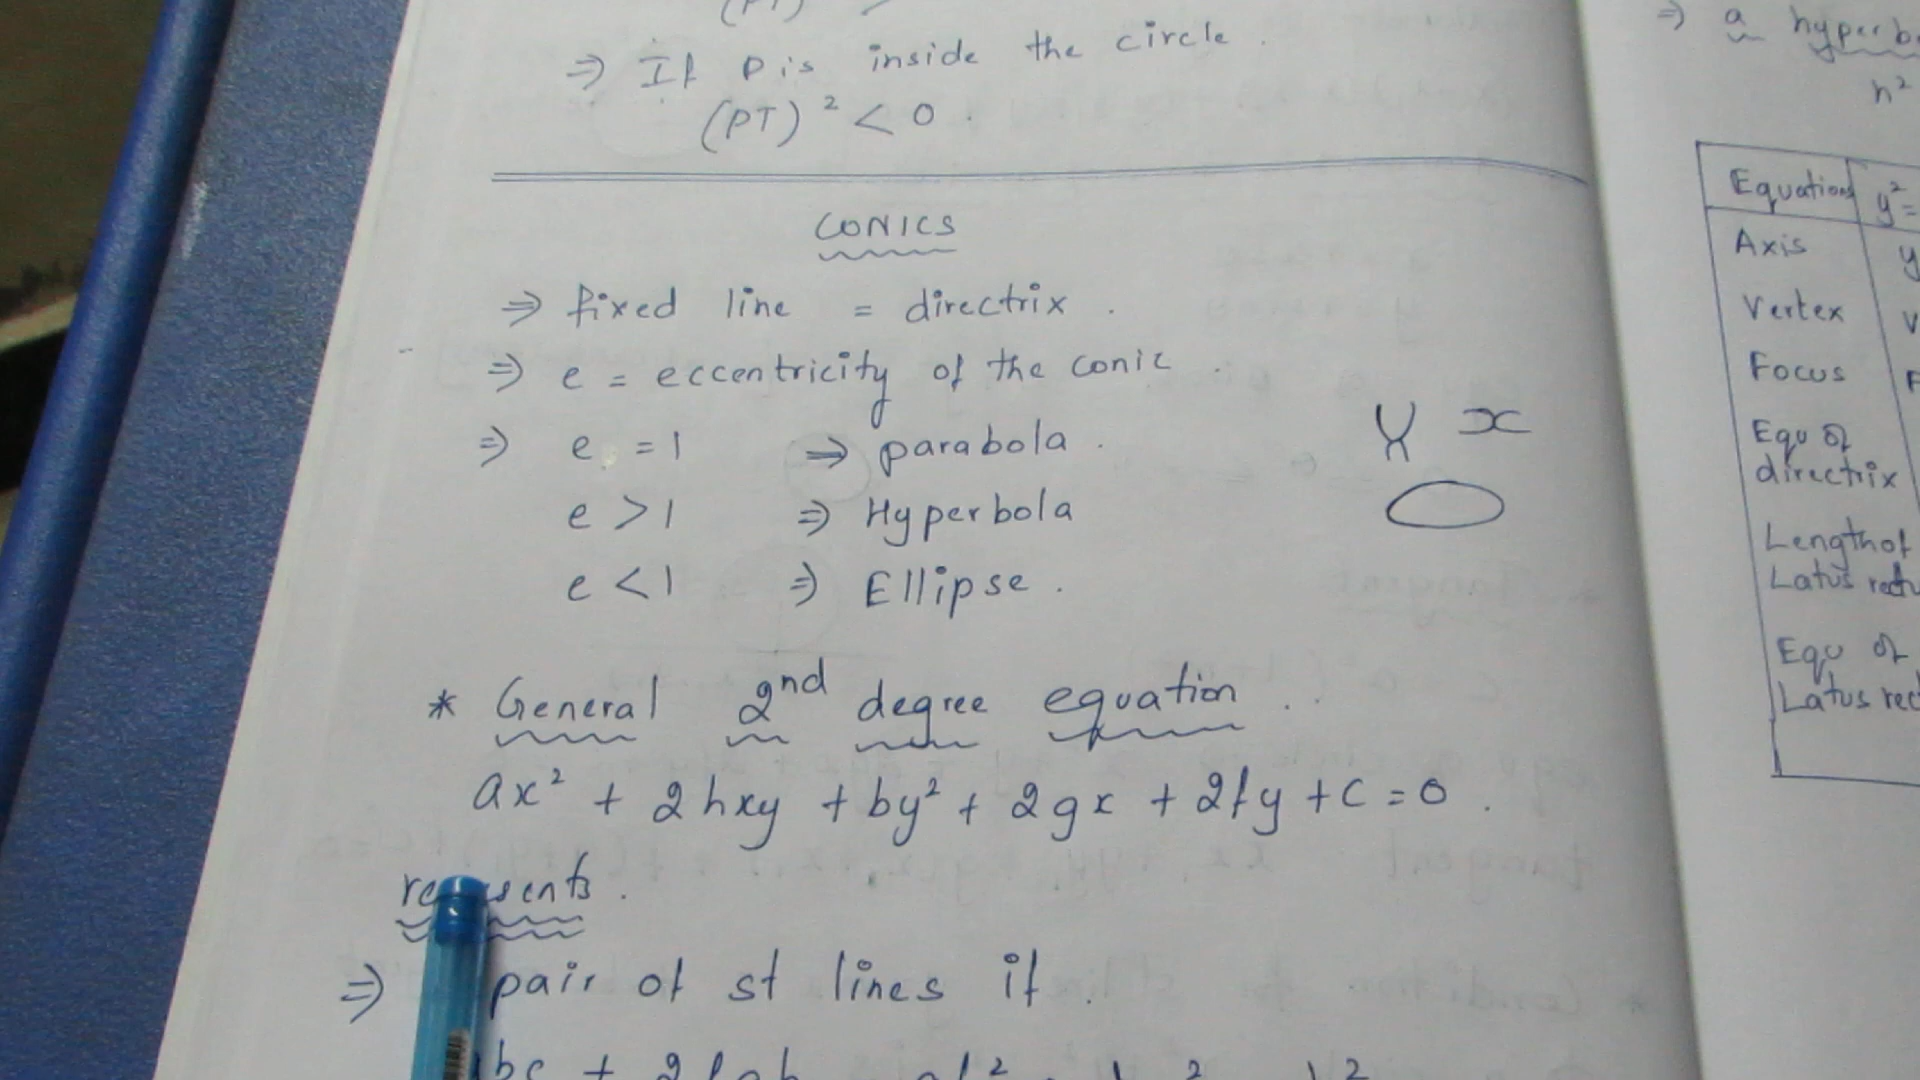 ⇒ If P is inside the circle.
(PT)² < 0.
CONICS
⇒ fixed line = directrix.
⇒ e = eccentricity of the conic.
⇒ e = 1 ⇒ parabola.
e > 1 ⇒ Hyperbola
e < 1 ⇒ Ellipse.
* General 2nd degree equation..
ax² + 2hxy + by² + 2gx + 2fy + c = 0.
⇒ pair of st lines if.
⇒ a
Equation y² =
Axis y
Vertex V
Focus F
Equ of
directrix
Length of
Latus
Equ of
Latus